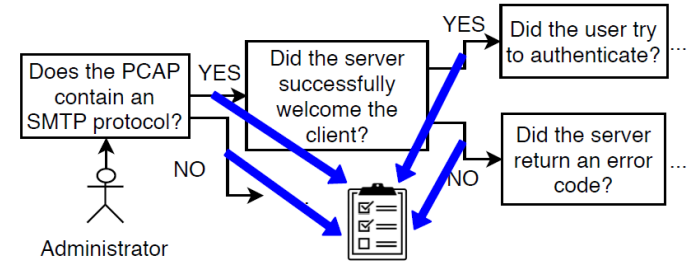 Does the PCAP
contain an
SMTP protocol?
YES
NO
Administrator
Did the server
successfully
welcome the
client?
YES
NO
Did the user try
to authenticate?
...
Did the server
return an error
code?
...